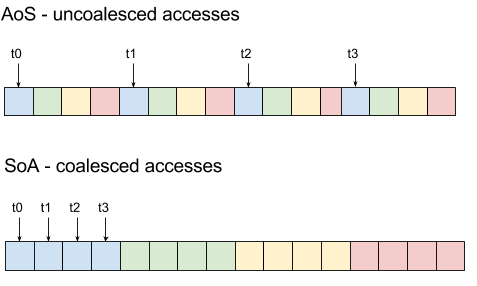 AoS - uncoalesced accesses
t0 t1 t2 t3
SoA - coalesced accesses
t0 t1 t2 t3